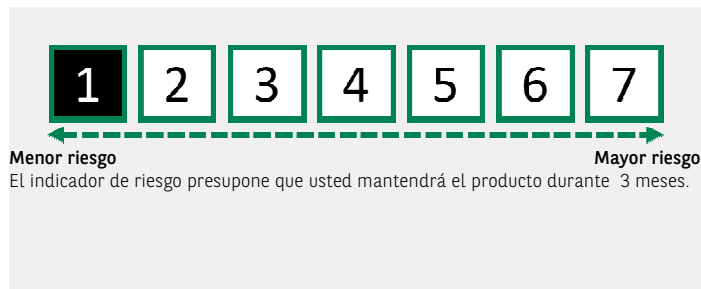 1 2 3 4 5 6 7
Menor riesgo Mayor riesgo
El indicador de riesgo presupone que usted mantendrá el producto durante 3 meses.